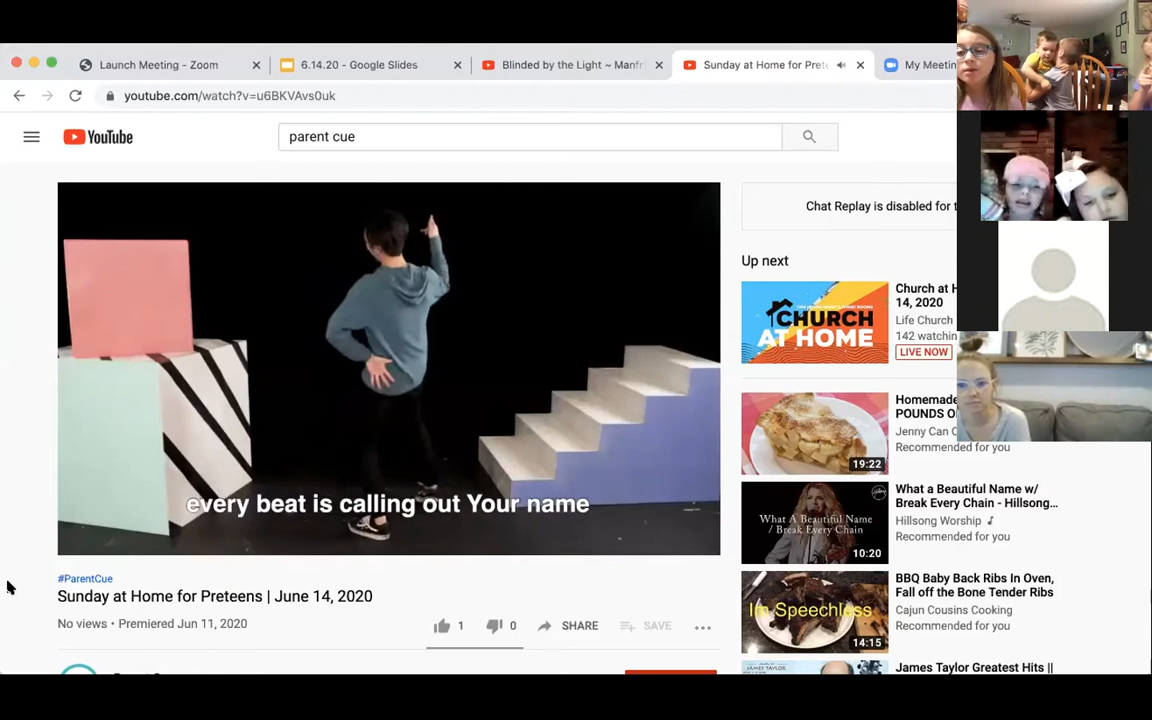 Launch Meeting - Zoom
6.14.20 - Google Slides
Blinded by the Light ~ Manfr
Sunday at Home for Prete
My Meetin
youtube.com/watch?v=u6BKVAvs0uk
YouTube
parent cue
every beat is calling out Your name
#ParentCue
Sunday at Home for Preteens | June 14, 2020
No views • Premiered Jun 11, 2020
1
0
SHARE
SAVE
Chat Replay is disabled for t
Up next
CHURCH
AT HOME
Church at H
14, 2020
Life Church
142 watchin
LIVE NOW
19:22
Homemade
POUNDS O
Jenny Can C
Recommended for you
What A Beautiful Name
/ Break Every Chain
10:20
What a Beautiful Name w/
Break Every Chain - Hillsong...
Hillsong Worship
Recommended for you
Im Speechless
14:15
BBQ Baby Back Ribs In Oven,
Fall off the Bone Tender Ribs
Cajun Cousins Cooking
Recommended for you
JAMES TAYLOR
James Taylor Greatest Hits ||